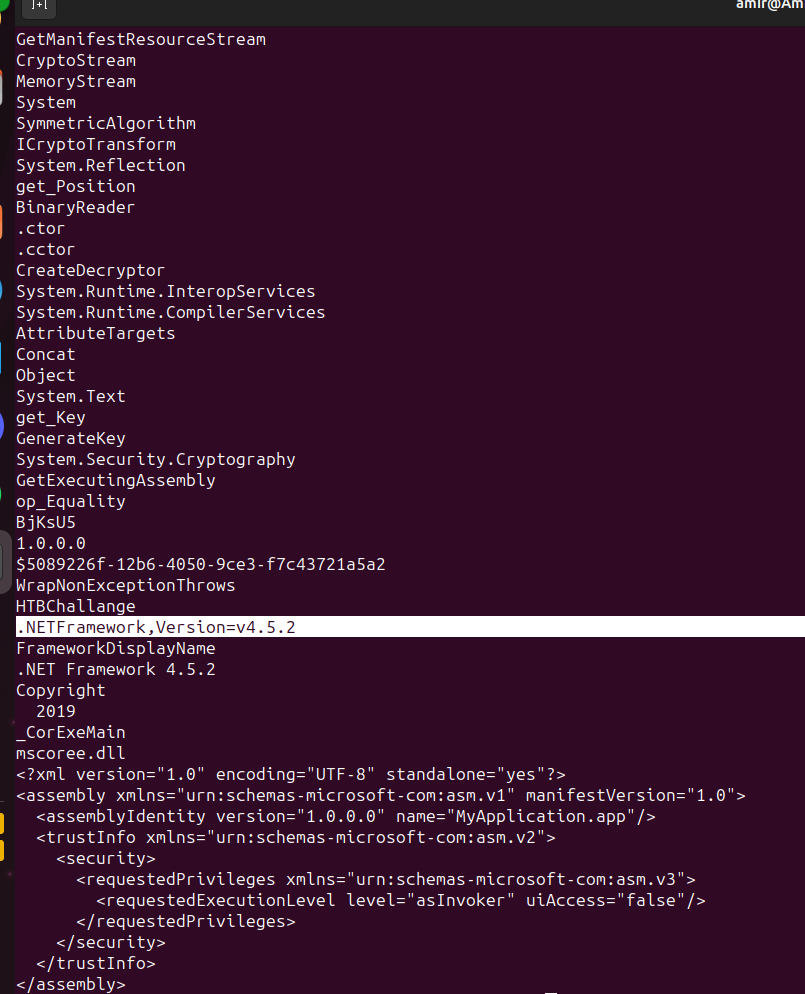 amir@Am
GetManifestResourceStream
CryptoStream
MemoryStream
System
SymmetricAlgorithm
ICryptoTransform
System.Reflection
get_Position
BinaryReader
.ctor
.cctor
CreateDecryptor
System.Runtime.InteropServices
System.Runtime.CompilerServices
AttributeTargets
Concat
Object
System.Text
get_Key
GenerateKey
System.Security.Cryptography
GetExecutingAssembly
op_Equality
BjKsU5
1.0.0.0
$5089226f-12b6-4050-9ce3-f7c43721a5a2
WrapNonExceptionThrows
HTBChallange
.NETFramework,Version=v4.5.2
FrameworkDisplayName
.NET Framework 4.5.2
Copyright
  2019
_CorExeMain
mscoree.dll
<?xml version="1.0" encoding="UTF-8" standalone="yes"?>
<assembly xmlns="urn:schemas-microsoft-com:asm.v1" manifestVersion="1.0">
  <assemblyIdentity version="1.0.0.0" name="MyApplication.app"/>
  <trustInfo xmlns="urn:schemas-microsoft-com:asm.v2">
    <security>
      <requestedPrivileges xmlns="urn:schemas-microsoft-com:asm.v3">
        <requestedExecutionLevel level="asInvoker" uiAccess="false"/>
      </requestedPrivileges>
    </security>
  </trustInfo>
</assembly>